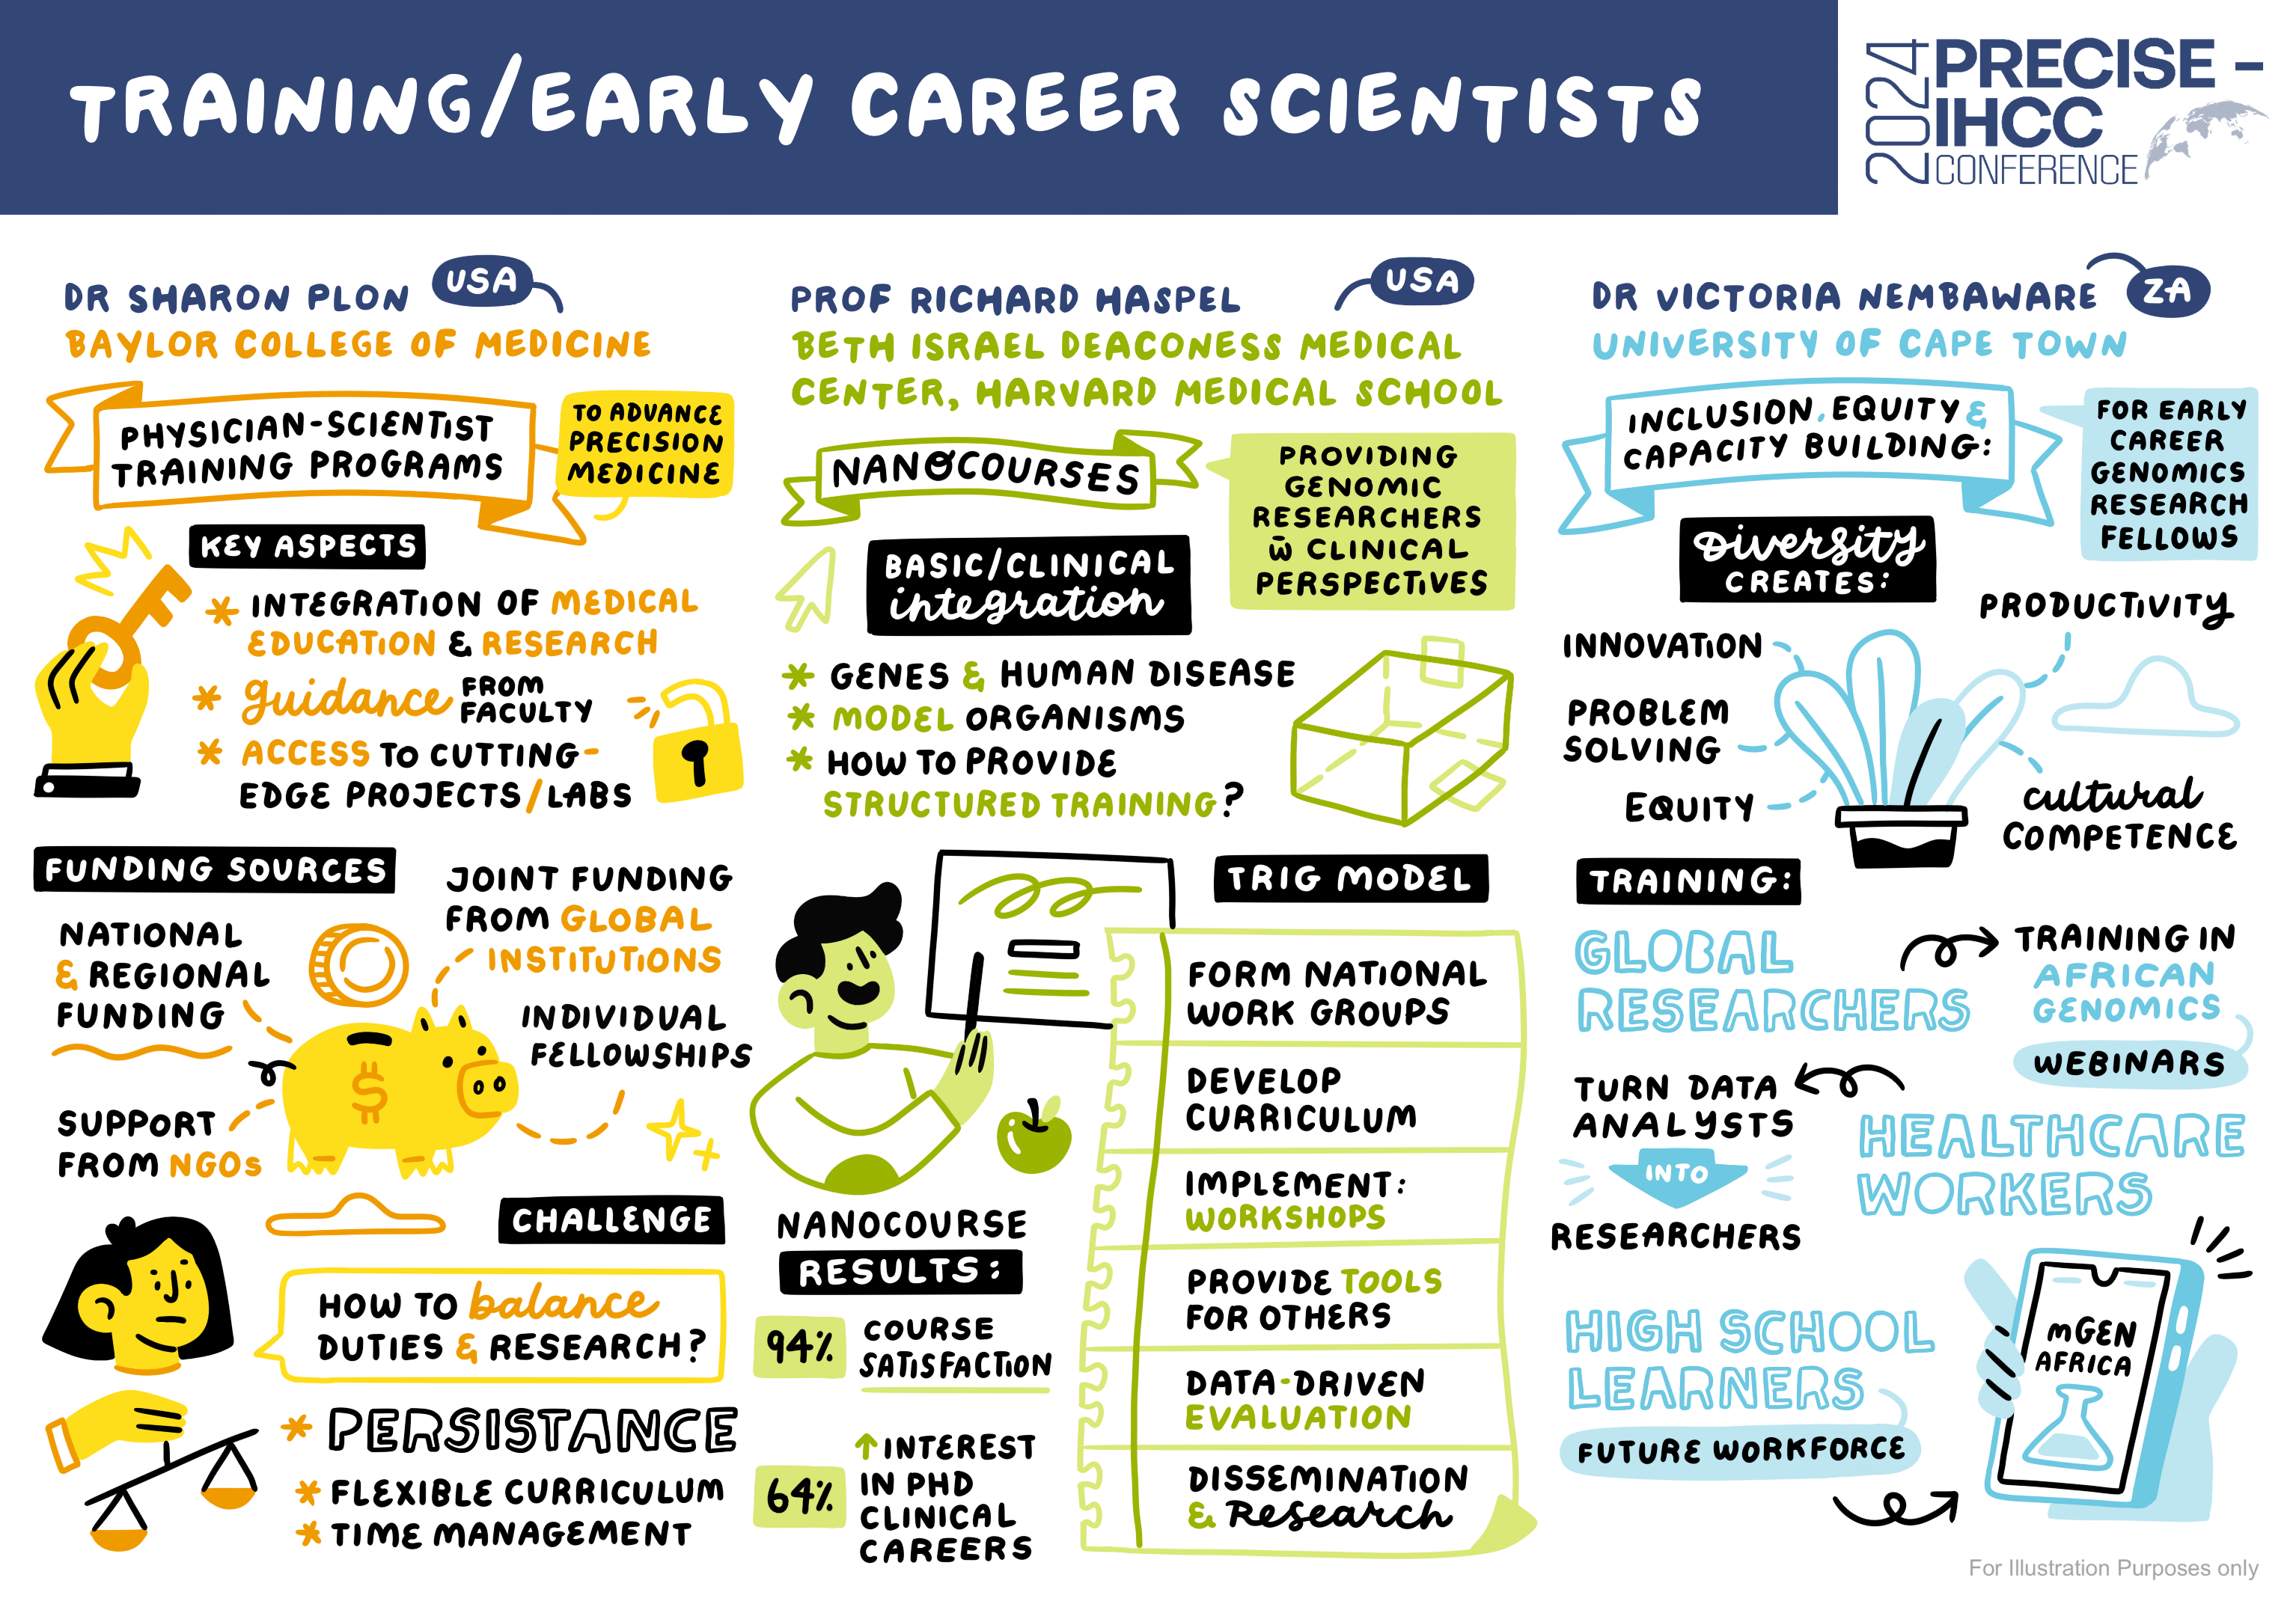 TRAINING/EARLY CAREER SCIENTISTS
2024 PRECISE -
IHCC
CONFERENCE
DR SHARON PLON
USA
BAYLOR COLLEGE OF MEDICINE
PHYSICIAN-SCIENTIST
TRAINING PROGRAMS
TO ADVANCE
PRECISION
MEDICINE
KEY ASPECTS
* INTEGRATION OF MEDICAL
EDUCATION & RESEARCH
* guidance FROM
FACULTY
* ACCESS TO CUTTING-
EDGE PROJECTS/LABS
FUNDING SOURCES
NATIONAL
& REGIONAL
FUNDING
JOINT FUNDING
FROM GLOBAL
INSTITUTIONS
INDIVIDUAL
FELLOWSHIPS
SUPPORT
FROM NGOs
$
CHALLENGE
HOW TO balance
DUTIES & RESEARCH?
* PERSISTANCE
* FLEXIBLE CURRICULUM
* TIME MANAGEMENT
PROF RICHARD HASPEL
USA
BETH ISRAEL DEACONESS MEDICAL
CENTER, HARVARD MEDICAL SCHOOL
NANOCOURSES
PROVIDING
GENOMIC
RESEARCHERS
w̄ CLINICAL
PERSPECTIVES
BASIC/CLINICAL
integration
* GENES & HUMAN DISEASE
* MODEL ORGANISMS
* HOW TO PROVIDE
STRUCTURED TRAINING?
TRIG MODEL
FORM NATIONAL
WORK GROUPS
DEVELOP
CURRICULUM
IMPLEMENT:
WORKSHOPS
PROVIDE TOOLS
FOR OTHERS
DATA-DRIVEN
EVALUATION
DISSEMINATION
& Research
NANOCOURSE
RESULTS:
94% COURSE
SATISFACTION
64% ↑INTEREST
IN PHD
CLINICAL
CAREERS
DR VICTORIA NEMBAWARE
ZA
UNIVERSITY OF CAPE TOWN
INCLUSION, EQUITY &
CAPACITY BUILDING:
FOR EARLY
CAREER
GENOMICS
RESEARCH
FELLOWS
Diversity
CREATES:
INNOVATION
PROBLEM
SOLVING
EQUITY
PRODUCTIVITY
cultural
COMPETENCE
TRAINING:
GLOBAL
RESEARCHERS
TRAINING IN
AFRICAN
GENOMICS
WEBINARS
HEALTHCARE
WORKERS
TURN DATA
ANALYSTS
INTO
RESEARCHERS
HIGH SCHOOL
LEARNERS
FUTURE WORKFORCE
mGEN
AFRICA
For Illustration Purposes only